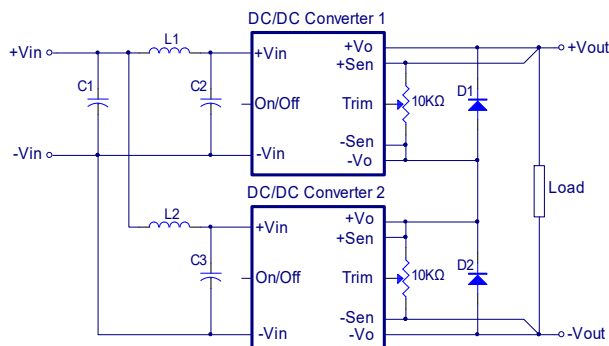 DC/DC Converter 1
+Vin
L1
+Vin
+Vo
+Vout
+Sen
C1
C2
On/Off
Trim
10KΩ
D1
-Sen
-Vin
-Vin
-Vo
DC/DC Converter 2
Load
L2
+Vin
+Vo
+Sen
C3
On/Off
Trim
10KΩ
D2
-Sen
-Vin
-Vo
-Vout